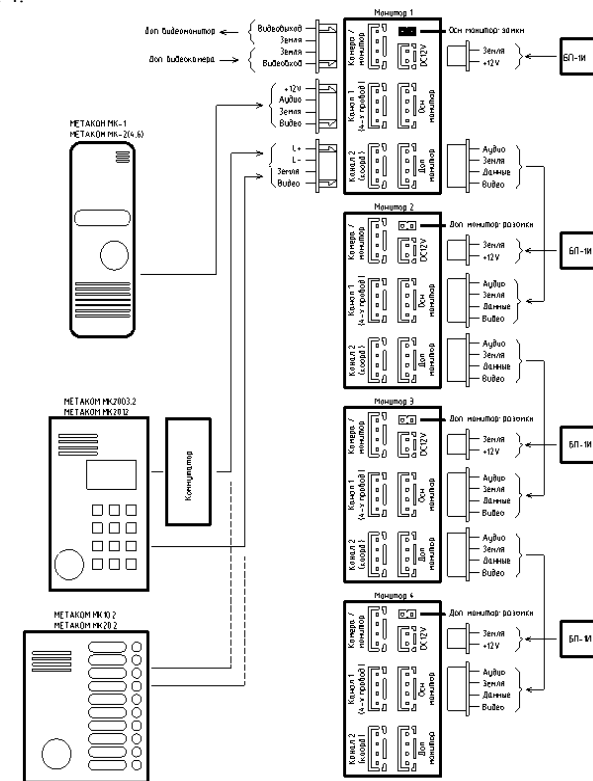 Монитор 1
Доп видеомонитор
Видеовыход
Земля
Земля
Видеовход
Доп видеокамера
Камера /
монитор
DC12V
Осн монитор-замкн
Земля
+12V
БП-1И
+12V
Аудио
Земля
Видео
Канал 1
(4-х провод)
Осн
монитор
L+
L-
Земля
Видео
Канал 2
(коорд)
Доп
монитор
Аудио
Земля
Данные
Видео
МЕТАКОМ МК-1
МЕТАКОМ МК-2(4,6)
Монитор 2
Камера /
монитор
DC12V
Доп монитор-разомкн
Земля
+12V
БП-1И
Канал 1
(4-х провод)
Осн
монитор
Аудио
Земля
Данные
Видео
Канал 2
(коорд)
Доп
монитор
Аудио
Земля
Данные
Видео
МЕТАКОМ МК2003.2
МЕТАКОМ МК2012
Коммутатор
Монитор 3
Камера /
монитор
DC12V
Доп монитор-разомкн
Земля
+12V
БП-1И
Канал 1
(4-х провод)
Осн
монитор
Аудио
Земля
Данные
Видео
Канал 2
(коорд)
Доп
монитор
Аудио
Земля
Данные
Видео
МЕТАКОМ МК10.2
МЕТАКОМ МК20.2
Монитор 4
Камера /
монитор
DC12V
Доп монитор-разомкн
Земля
+12V
БП-1И
Канал 1
(4-х провод)
Осн
монитор
Аудио
Земля
Данные
Видео
Канал 2
(коорд)
Доп
монитор